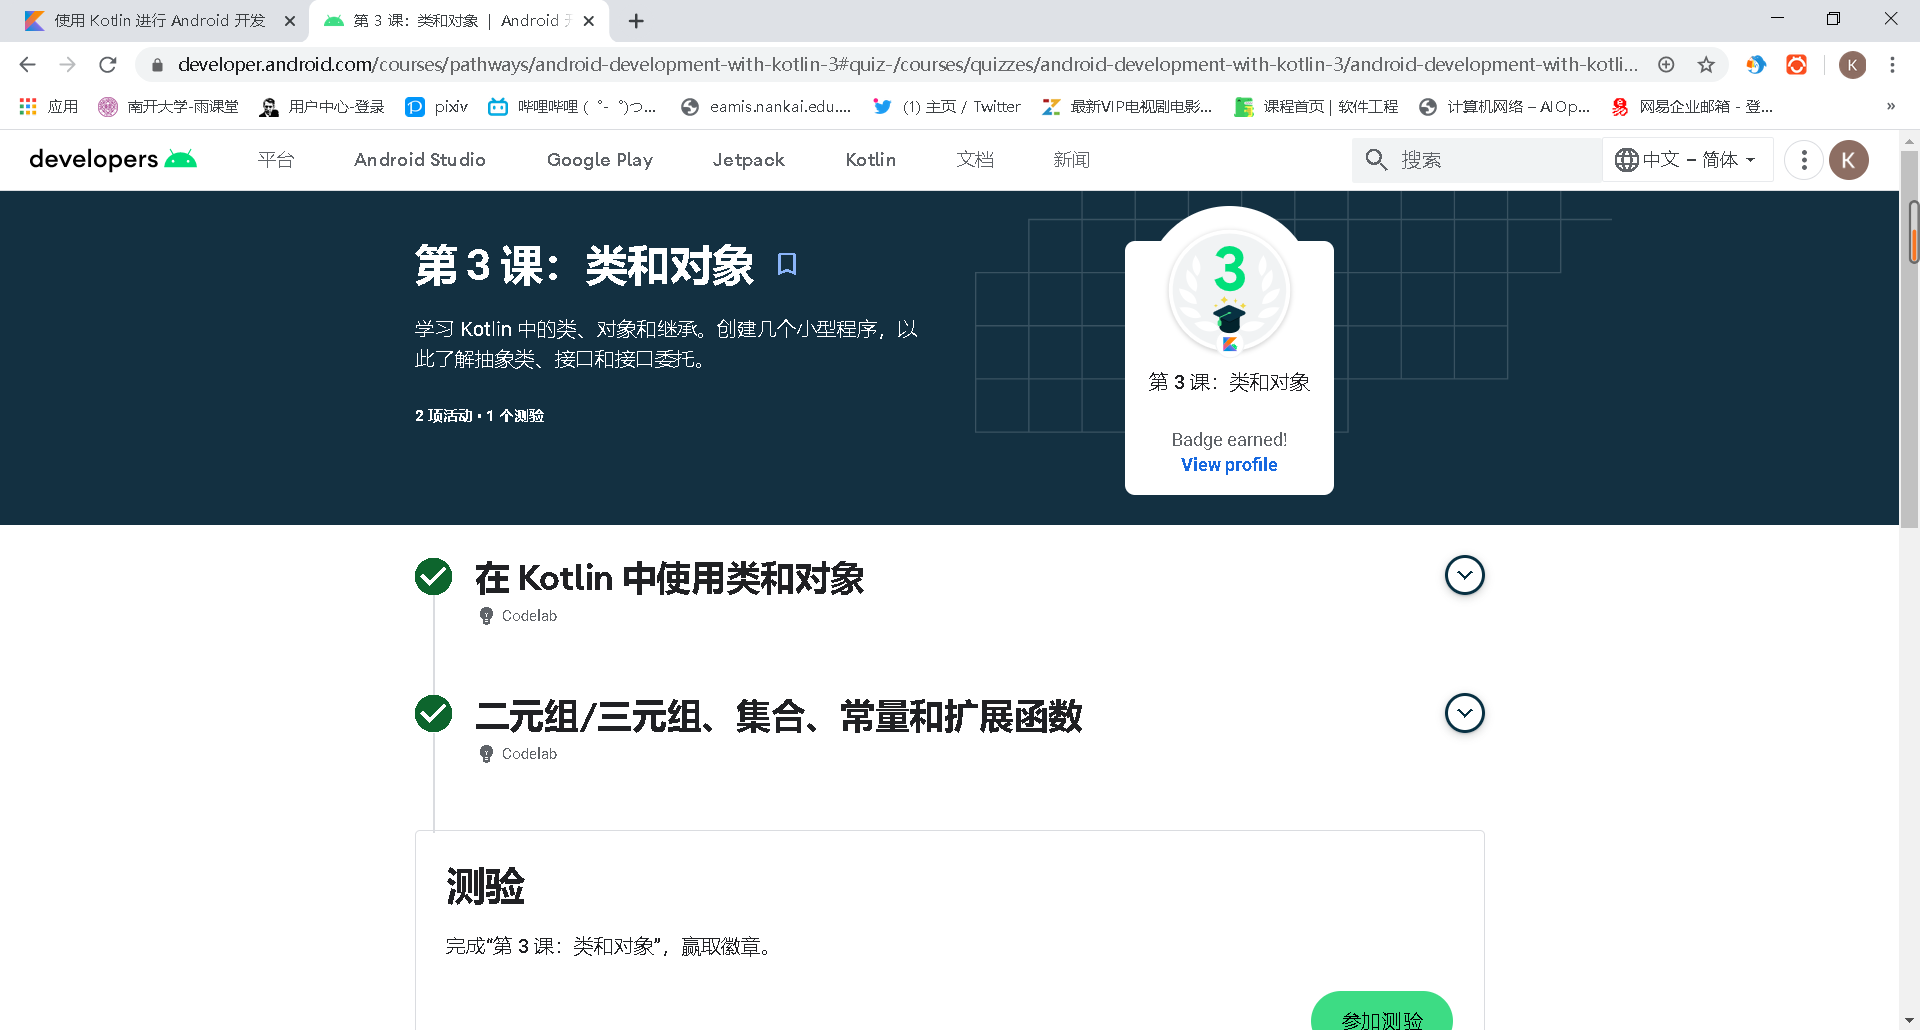 使用 Kotlin 进行 Android 开发
第 3 课：类和对象 | Android 开
developer.android.com/courses/pathways/android-development-with-kotlin-3#quiz-/courses/quizzes/android-development-with-kotlin-3/android-development-with-kotli...
K
应用
南开大学-雨课堂
用户中心-登录
pixiv
哔哩哔哩 ( ゜- ゜)つ...
eamis.nankai.edu....
(1) 主页 / Twitter
最新VIP电视剧电影...
课程首页 | 软件工程
计算机网络 – AIOp...
网易企业邮箱 - 登...
»
developers
平台
Android Studio
Google Play
Jetpack
Kotlin
文档
新闻
搜索
中文 – 简体
K
第 3 课：类和对象
学习 Kotlin 中的类、对象和继承。创建几个小型程序，以
此了解抽象类、接口和接口委托。
2 项活动 • 1 个测验
3
第 3 课：类和对象
Badge earned!
View profile
在 Kotlin 中使用类和对象
Codelab
二元组/三元组、集合、常量和扩展函数
Codelab
测验
完成“第 3 课：类和对象”，赢取徽章。
参加测验